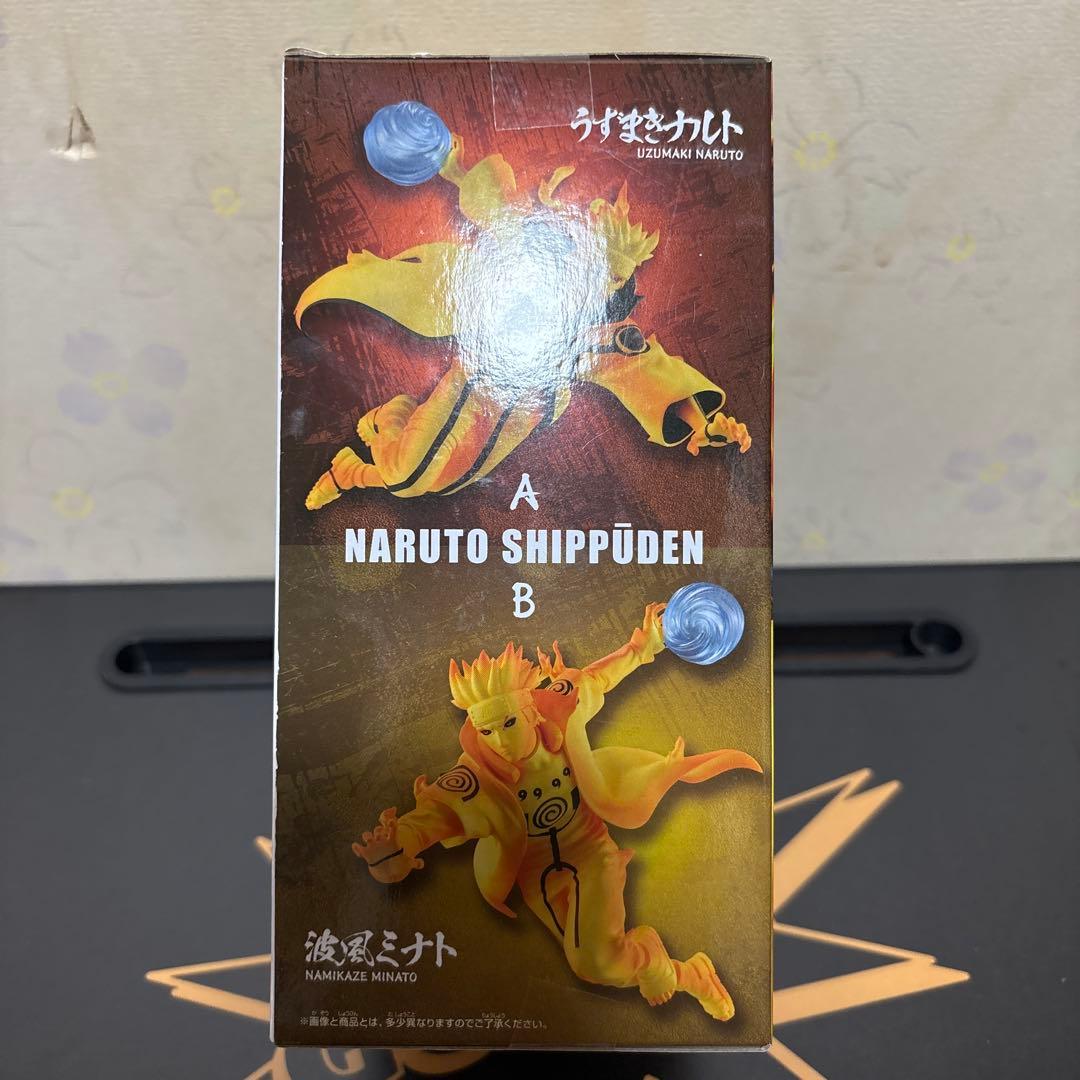 うずまきナルト
UZUMAKI NARUTO
A
NARUTO SHIPPŪDEN
B
波風ミナト
NAMIKAZE MINATO
※画像と商品とは、多少異なりますのでご了承ください。